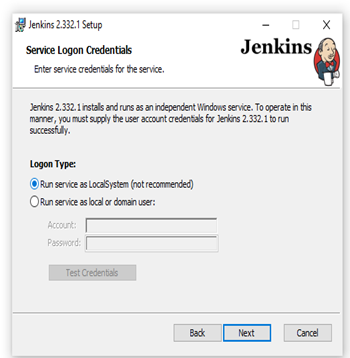 Jenkins 2.332.1 Setup
Service Logon Credentials
Jenkins
Enter service credentials for the service.
Jenkins 2.332.1 installs and runs as an independent Windows service. To operate in this
manner, you must supply the user account credentials for Jenkins 2.332.1 to run
successfully.
Logon Type:
Run service as LocalSystem (not recommended)
Run service as local or domain user:
Account:
Password:
Test Credentials
Back Next Cancel